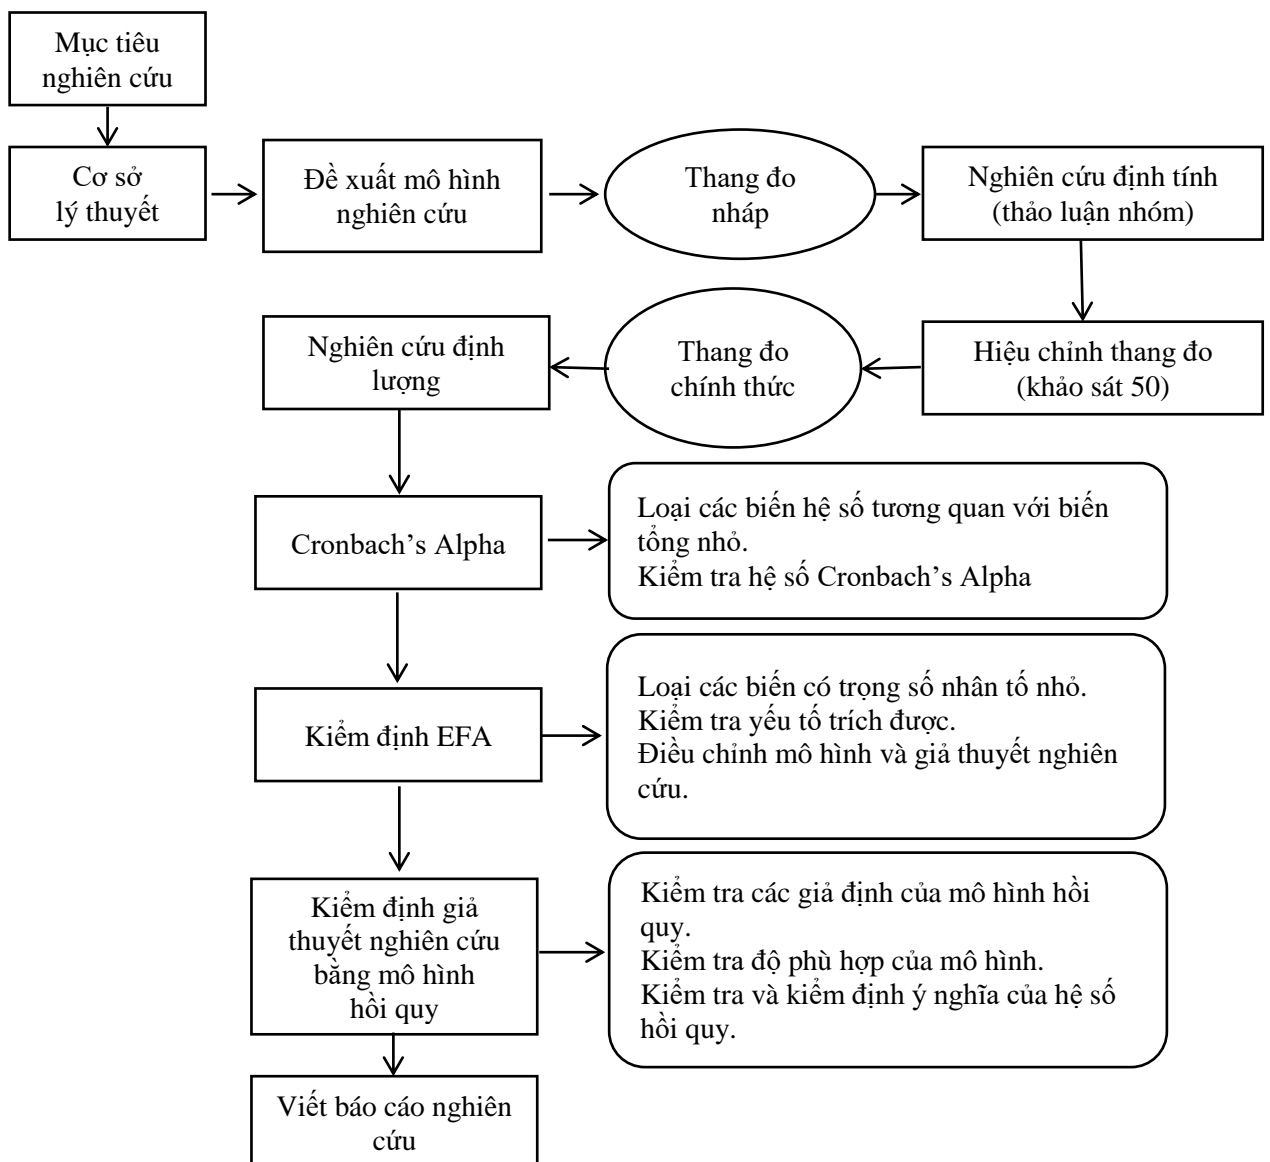 Mục tiêu
nghiên cứu
Cơ sở
lý thuyết
Đề xuất mô hình
nghiên cứu
Thang đo
nháp
Nghiên cứu định tính
(thảo luận nhóm)
Hiệu chỉnh thang đo
(khảo sát 50)
Thang đo
chính thức
Nghiên cứu định
lượng
Cronbach’s Alpha
Loại các biến hệ số tương quan với biến
tổng nhỏ.
Kiểm tra hệ số Cronbach’s Alpha
Kiểm định EFA
Loại các biến có trọng số nhân tố nhỏ.
Kiểm tra yếu tố trích được.
Điều chỉnh mô hình và giả thuyết nghiên
cứu.
Kiểm định giả
thuyết nghiên cứu
bằng mô hình
hồi quy
Kiểm tra các giả định của mô hình hồi
quy.
Kiểm tra độ phù hợp của mô hình.
Kiểm tra và kiểm định ý nghĩa của hệ số
hồi quy.
Viết báo cáo nghiên
cứu